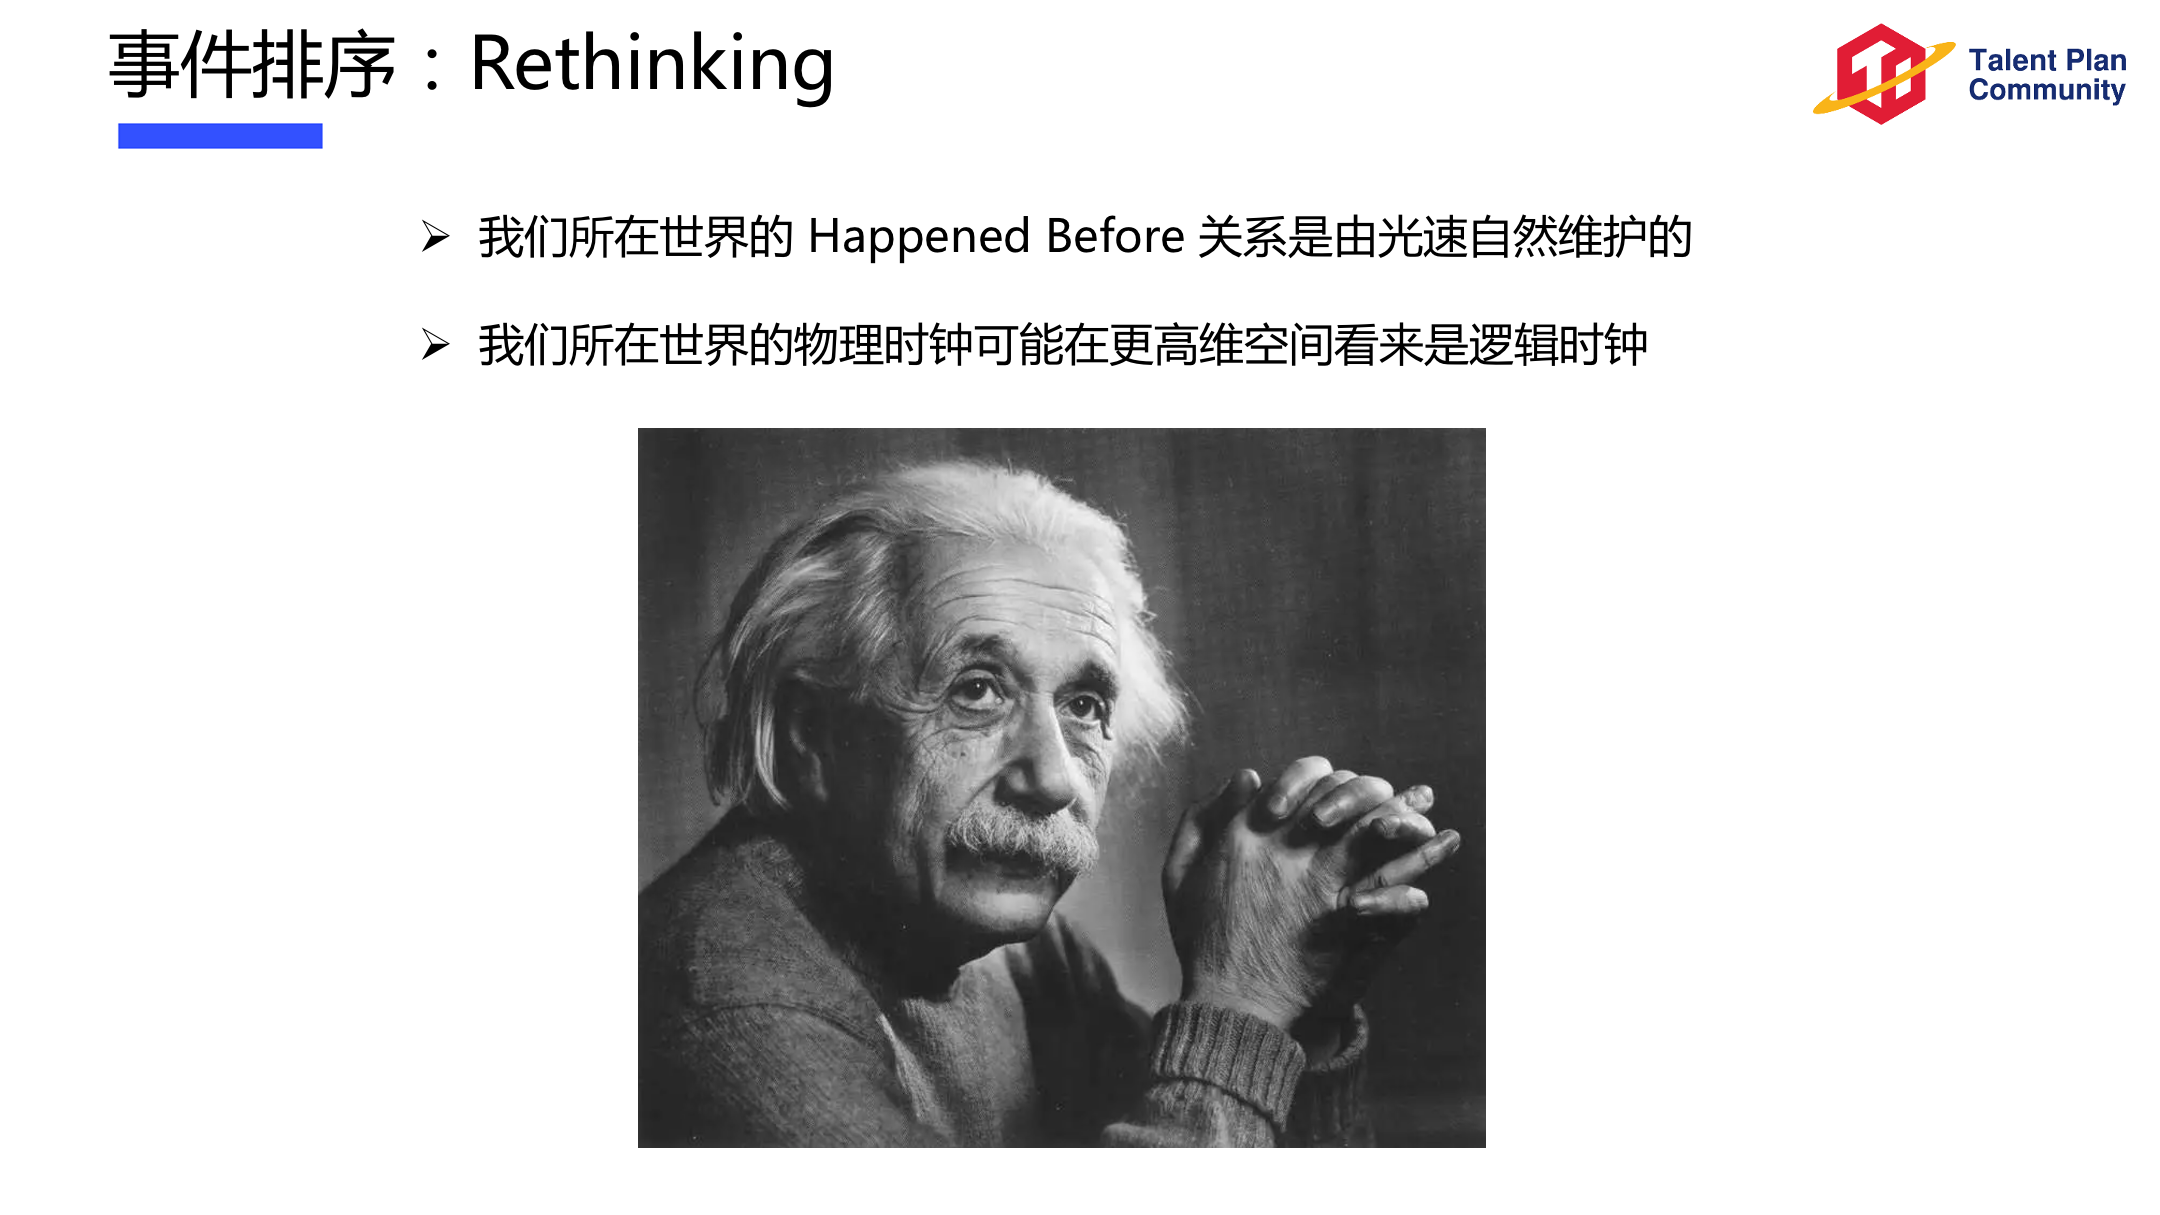 事件排序：Rethinking
Talent Plan
Community
我们所在世界的 Happened Before 关系是由光速自然维护的
我们所在世界的物理时钟可能在更高维空间看来是逻辑时钟